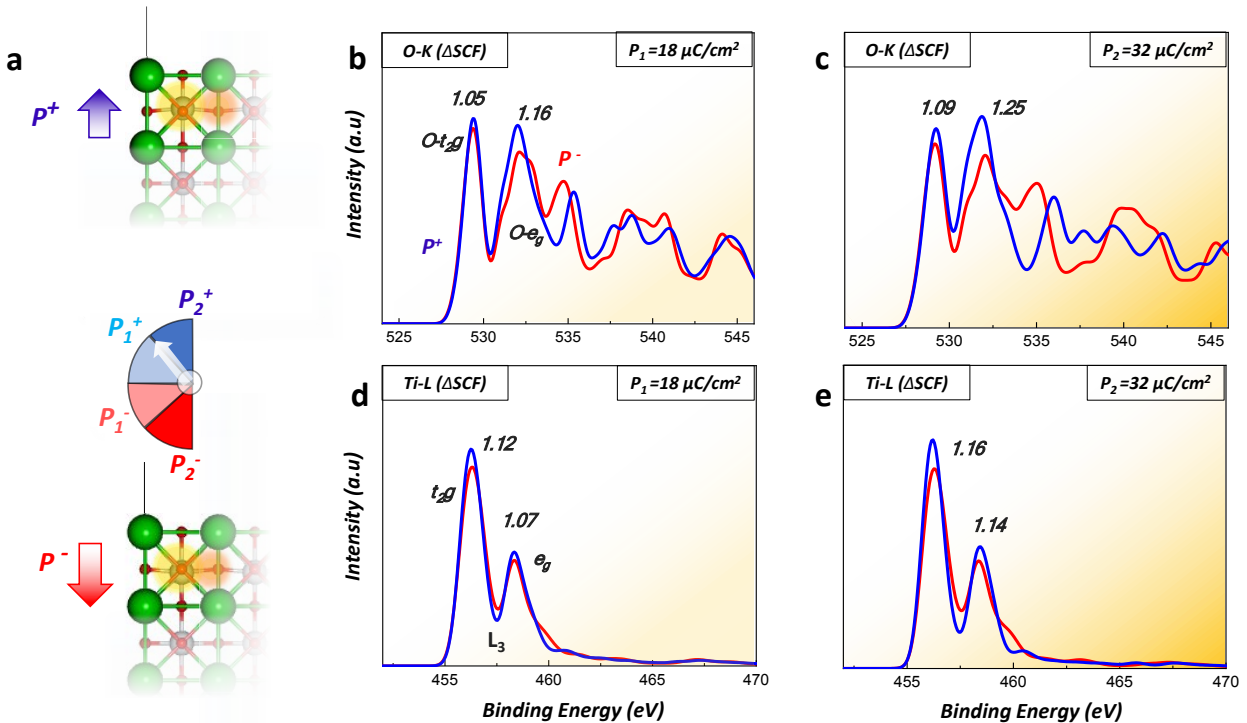 a
P+
P2+
P1+
P1-
P2-
P -
b
O-K (ΔSCF)
P1=18 μC/cm2
1.05
1.16
O-t2g
P -
P+
O-eg
Intensity (a.u)
525
530
535
540
545
c
O-K (ΔSCF)
P2=32 μC/cm2
1.09
1.25
525
530
535
540
545
d
Ti-L (ΔSCF)
P1=18 μC/cm2
1.12
t2g
1.07
eg
L3
Intensity (a.u)
455
460
465
470
Binding Energy (eV)
e
Ti-L (ΔSCF)
P2=32 μC/cm2
1.16
1.14
455
460
465
470
Binding Energy (eV)